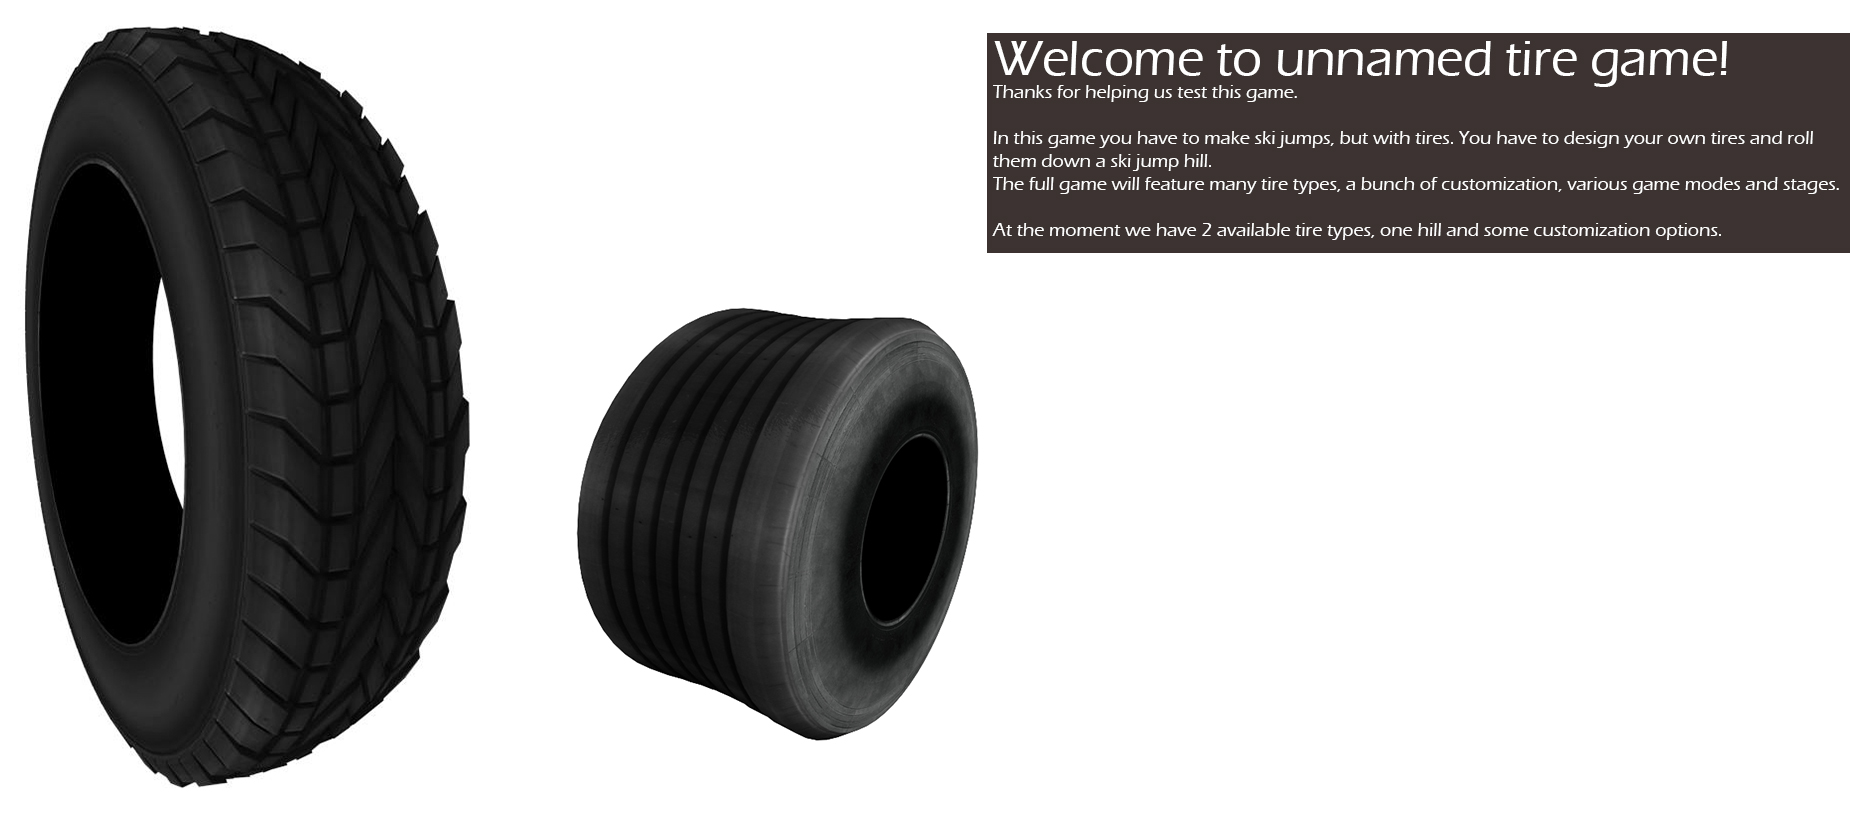 Welcome to unnamed tire game!
Thanks for helping us test this game.
In this game you have to make ski jumps, but with tires. You have to design your own tires and roll
them down a ski jump hill.
The full game will feature many tire types, a bunch of customization, various game modes and stages.
At the moment we have 2 available tire types, one hill and some customization options.